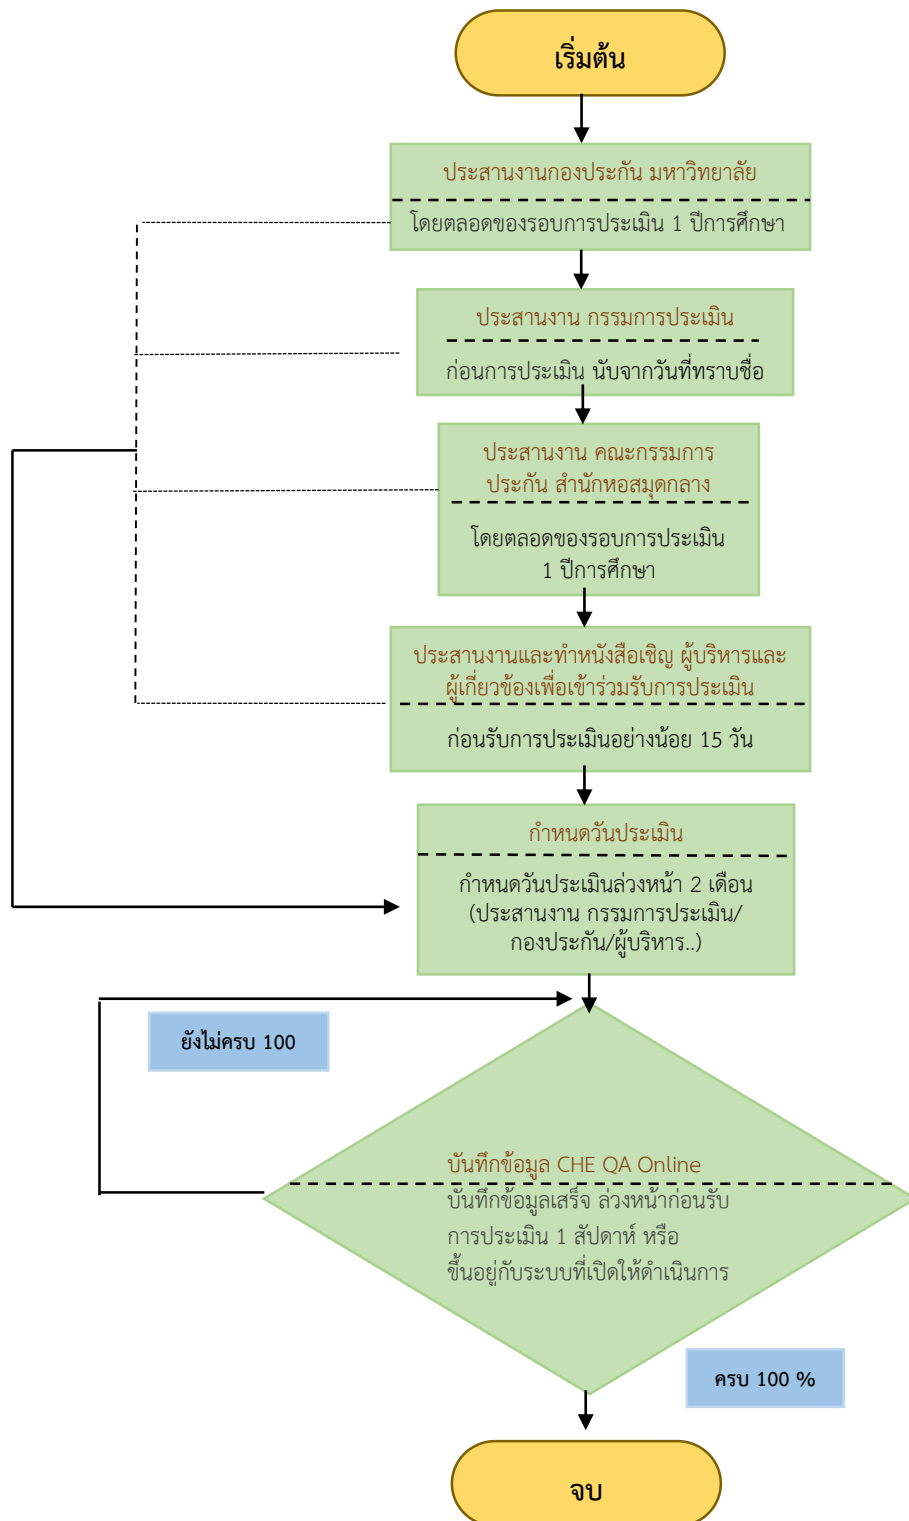 เริ่มต้น
ประสานงานกองประกัน มหาวิทยาลัย
โดยตลอดของรอบการประเมิน 1 ปีการศึกษา
ประสานงาน กรรมการประเมิน
ก่อนการประเมิน นับจากวันที่ทราบชื่อ
ประสานงาน คณะกรรมการ
ประกัน สำนักหอสมุดกลาง
โดยตลอดของรอบการประเมิน
1 ปีการศึกษา
ประสานงานและทำหนังสือเชิญ ผู้บริหารและ
ผู้เกี่ยวข้องเพื่อเข้าร่วมรับการประเมิน
ก่อนรับการประเมินอย่างน้อย 15 วัน
กำหนดวันประเมิน
กำหนดวันประเมินล่วงหน้า 2 เดือน
(ประสานงาน กรรมการประเมิน/
กองประกัน/ผู้บริหาร..)
ยังไม่ครบ 100
บันทึกข้อมูล CHE QA Online
บันทึกข้อมูลเสร็จ ล่วงหน้าก่อนรับ
การประเมิน 1 สัปดาห์ หรือ
ขึ้นอยู่กับระบบที่เปิดให้ดำเนินการ
ครบ 100 %
จบ